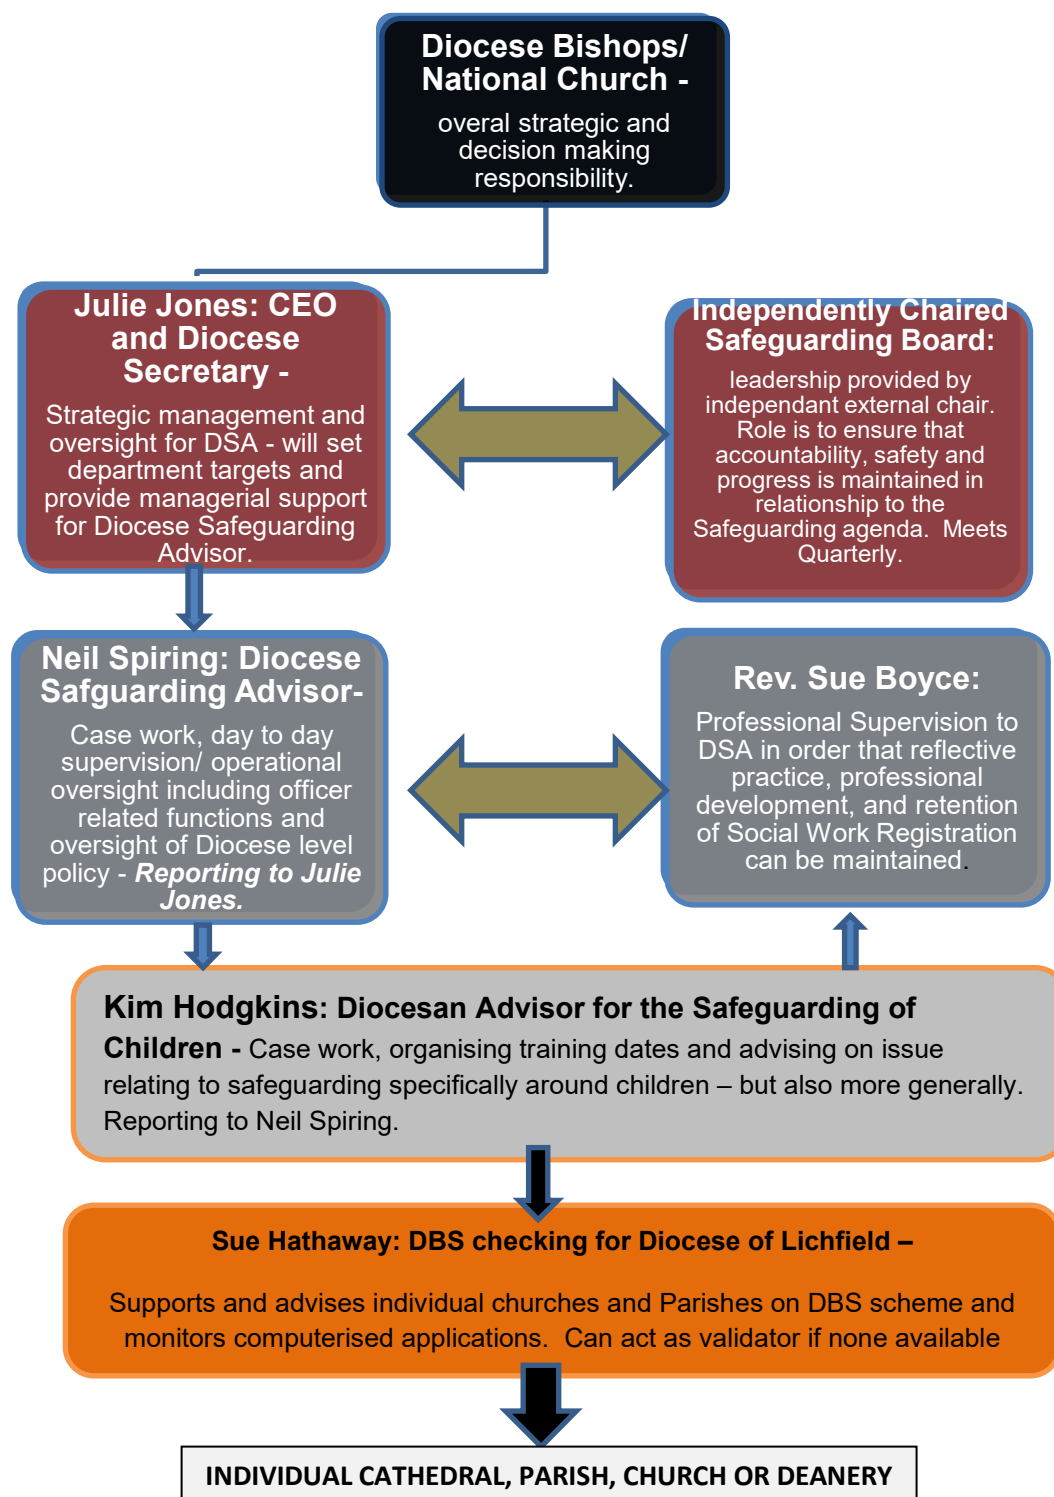 Diocese Bishops/
National Church -
overal strategic and
decision making
responsibility.
Julie Jones: CEO
and Diocese
Secretary -
Strategic management and
oversight for DSA - will set
department targets and
provide managerial support
for Diocese Safeguarding
Advisor.
Independently Chaired
Safeguarding Board:
leadership provided by
independant external chair.
Role is to ensure that
accountability, safety and
progress is maintained in
relationship to the
Safeguarding agenda.  Meets
Quarterly.
Neil Spiring: Diocese
Safguarding Advisor-
Case work, day to day
supervision/ operational
oversight including officer
related functions and
oversight of Diocese level
policy - Reporting to Julie
Jones.
Rev. Sue Boyce:
Professional Supervision to
DSA in order that reflective
practice, professional
development, and retention
of Social Work Registration
can be maintained.
Kim Hodgkins: Diocesan Advisor for the Safeguarding of
Children - Case work, organising training dates and advising on issue
relating to safeguarding specifically around children – but also more generally.
Reporting to Neil Spiring.
Sue Hathaway: DBS checking for Diocese of Lichfield –
Supports and advises individual churches and Parishes on DBS scheme and
monitors computerised applications.  Can act as validator if none available
INDIVIDUAL CATHEDRAL, PARISH, CHURCH OR DEANERY